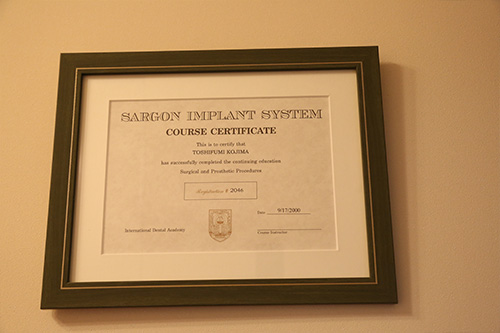 SARGON IMPLANT SYSTEM
COURSE CERTIFICATE
This is to certify that
TOSHIFUMI KOJIMA
has successfully completed the continuing education
Surgical and Prosthetic Procedures
Registration # 2046
Date 9/17/2000
International Dental Academy
Course Instructor